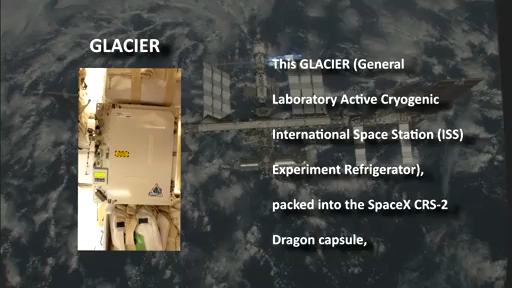 GLACIER
This GLACIER (General
Laboratory Active Cryogenic
International Space Station (ISS)
Experiment Refrigerator),
packed into the SpaceX CRS-2
Dragon capsule,